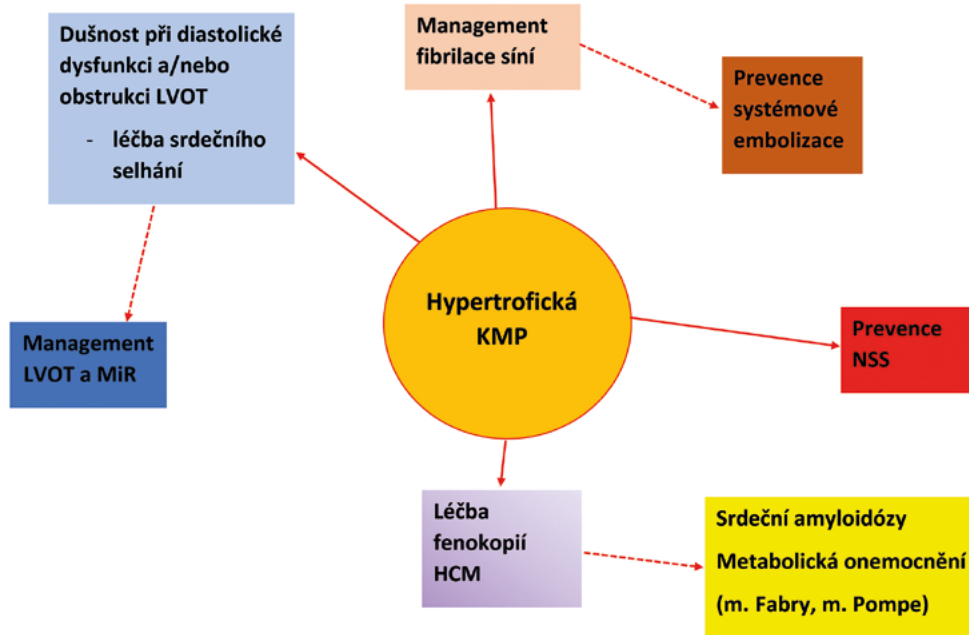 Dušnost při diastolické
dysfunkci a/nebo
obstrukci LVOT
- léčba srdečního
selhání
Management
fibrilace síní
Prevence
systémové
embolizace
Hypertrofická
KMP
Management
LVOT a MiR
Prevence
NSS
Léčba
fenokopií
HCM
Srdeční amyloidózy
Metabolická onemocnění
(m. Fabry, m. Pompe)